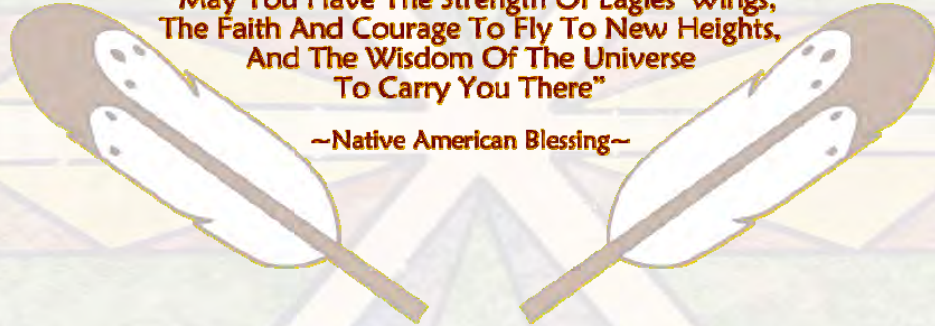 "May You Have The Strength Of Eagles' Wings,
The Faith And Courage To Fly To New Heights,
And The Wisdom Of The Universe
To Carry You There"
~Native American Blessing~